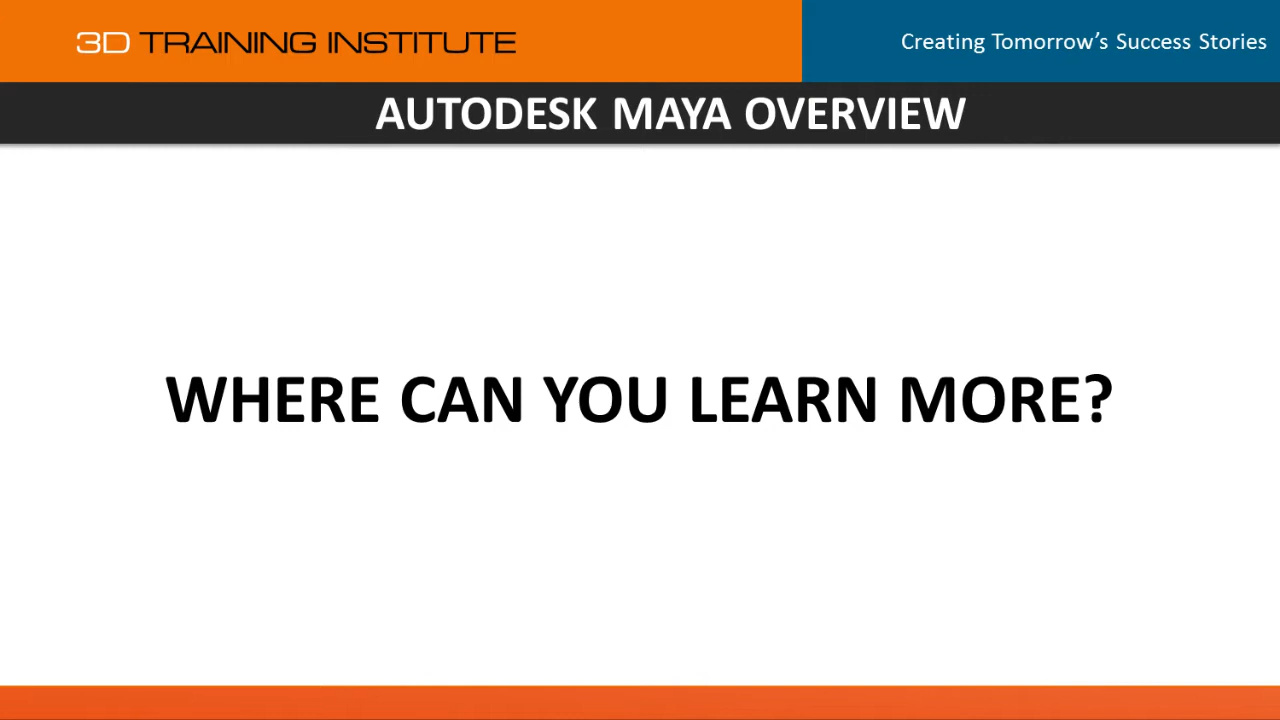 3D TRAINING INSTITUTE
Creating Tomorrow's Success Stories
AUTODESK MAYA OVERVIEW
WHERE CAN YOU LEARN MORE?